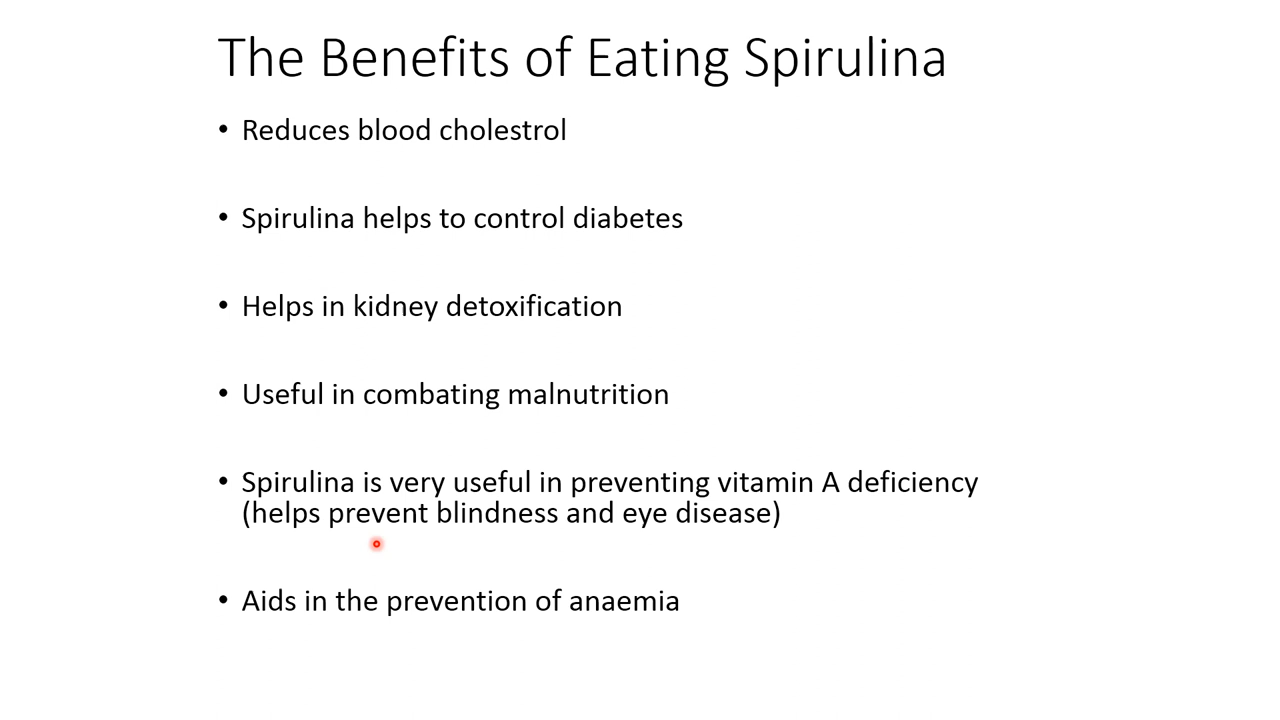 The Benefits of Eating Spirulina
• Reduces blood cholestrol
• Spirulina helps to control diabetes
• Helps in kidney detoxification
• Useful in combating malnutrition
• Spirulina is very useful in preventing vitamin A deficiency
(helps prevent blindness and eye disease)
• Aids in the prevention of anaemia